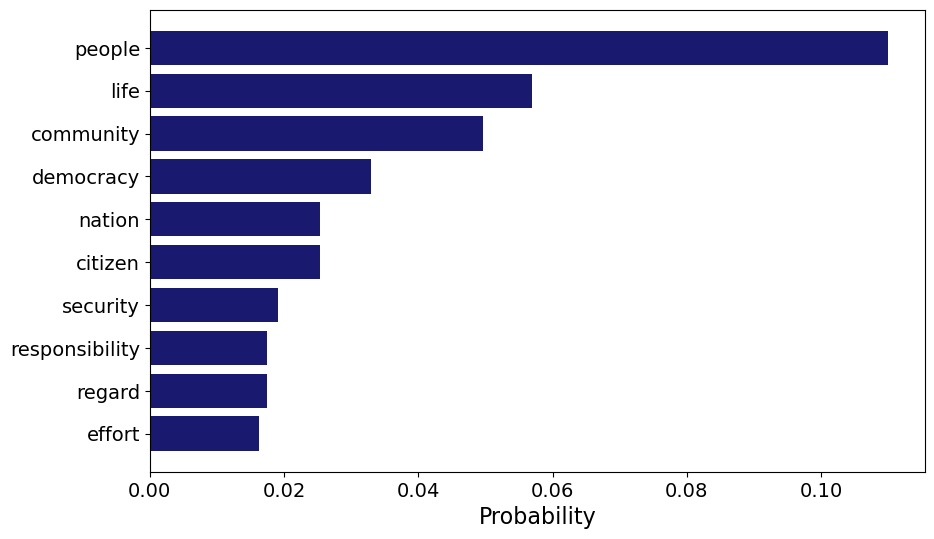 people
life
community
democracy
nation
citizen
security
responsibility
regard
effort
0.00 0.02 0.04 0.06 0.08 0.10
Probability